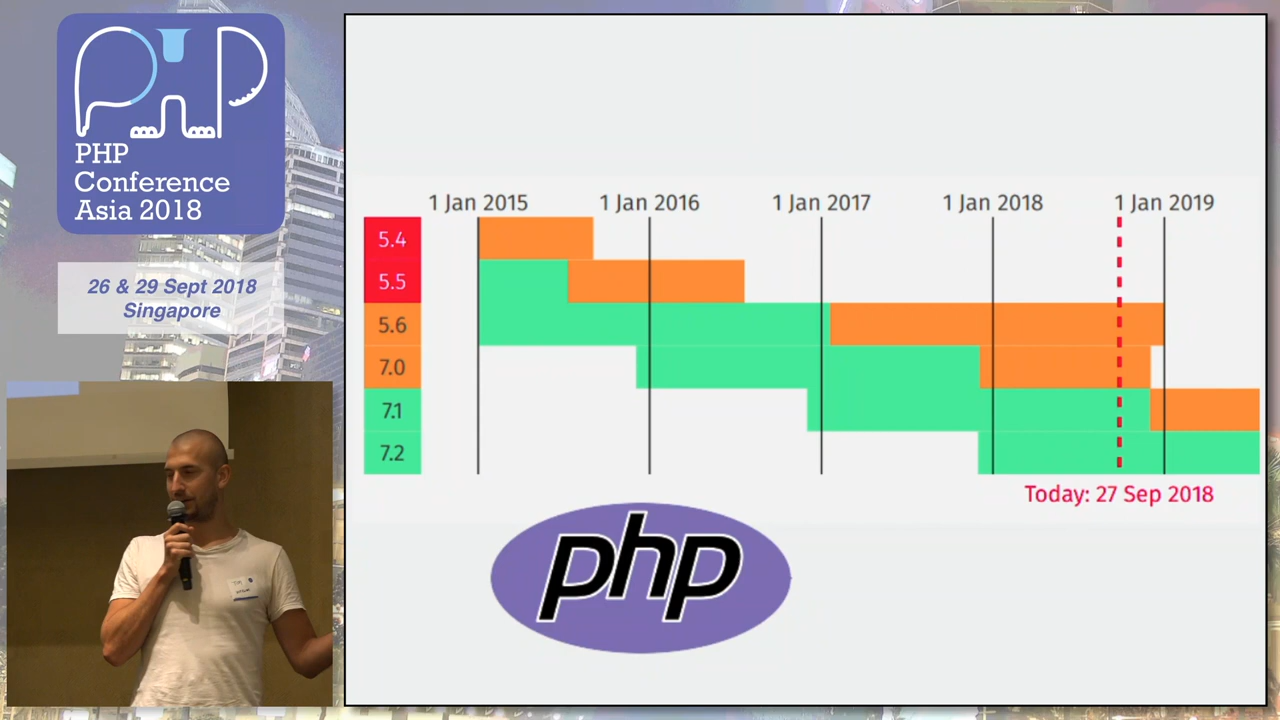 PHP
PHP
Conference
Asia 2018
26 & 29 Sept 2018
Singapore
1 Jan 2015 1 Jan 2016 1 Jan 2017 1 Jan 2018 1 Jan 2019
5.4
5.5
5.6
7.0
7.1
7.2
Today: 27 Sep 2018
php